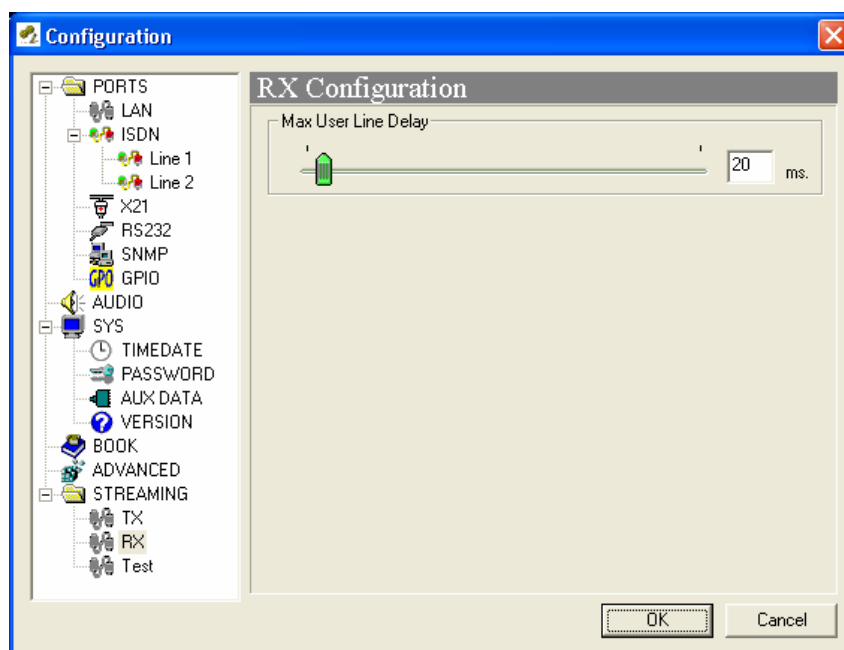 Configuration
PORTS
LAN
ISDN
Line 1
Line 2
X21
RS232
SNMP
GPO GPIO
AUDIO
SYS
TIMEDATE
PASSWORD
AUX DATA
VERSION
BOOK
ADVANCED
STREAMING
TX
RX
Test
RX Configuration
Max User Line Delay
20 ms.
OK Cancel